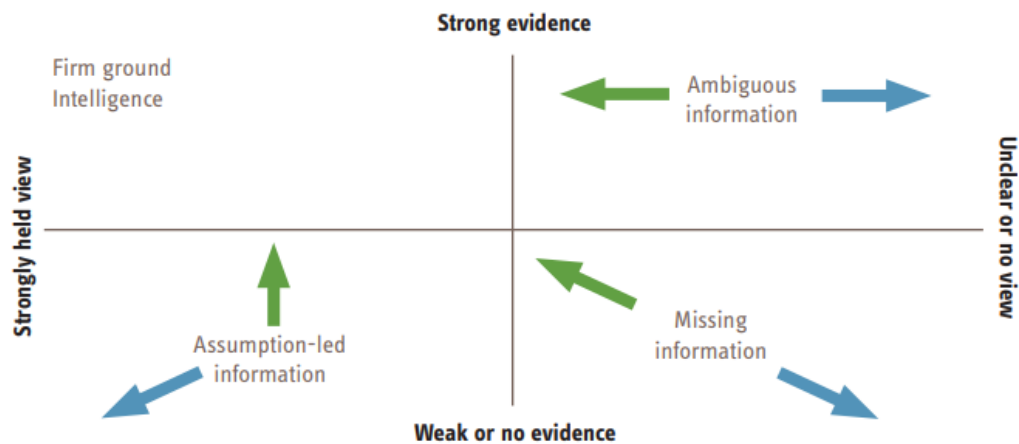 Strong evidence
Firm ground
Intelligence
Ambiguous
information
Strongly held view
Unclear or no view
Assumption-led
information
Missing
information
Weak or no evidence